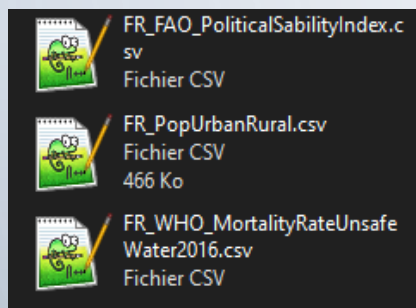 FR_FAO_PoliticalSabilityIndex.c
sv
Fichier CSV
FR_PopUrbanRural.csv
Fichier CSV
466 Ko
FR_WHO_MortalityRateUnsafe
Water2016.csv
Fichier CSV